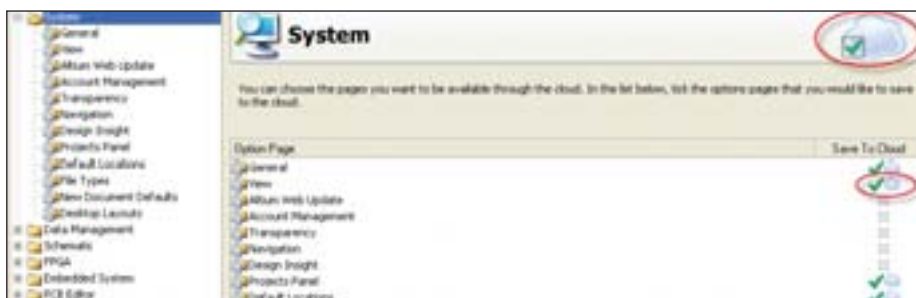 System
General
View
Altium Web Update
Account Management
Transparency
Navigation
Design Insight
Projects Panel
Default Locations
File Types
New Document Defaults
Desktop Layouts
Data Management
Schematic
FPGA
Embedded System
PCB Editor
System
You can choose the pages you want to be available through the cloud. In the list below, tick the options pages that you would like to save
to the cloud.
Option Page Save To Cloud
General
View
Altium Web Update
Account Management
Transparency
Navigation
Design Insight
Projects Panel
Default Locations